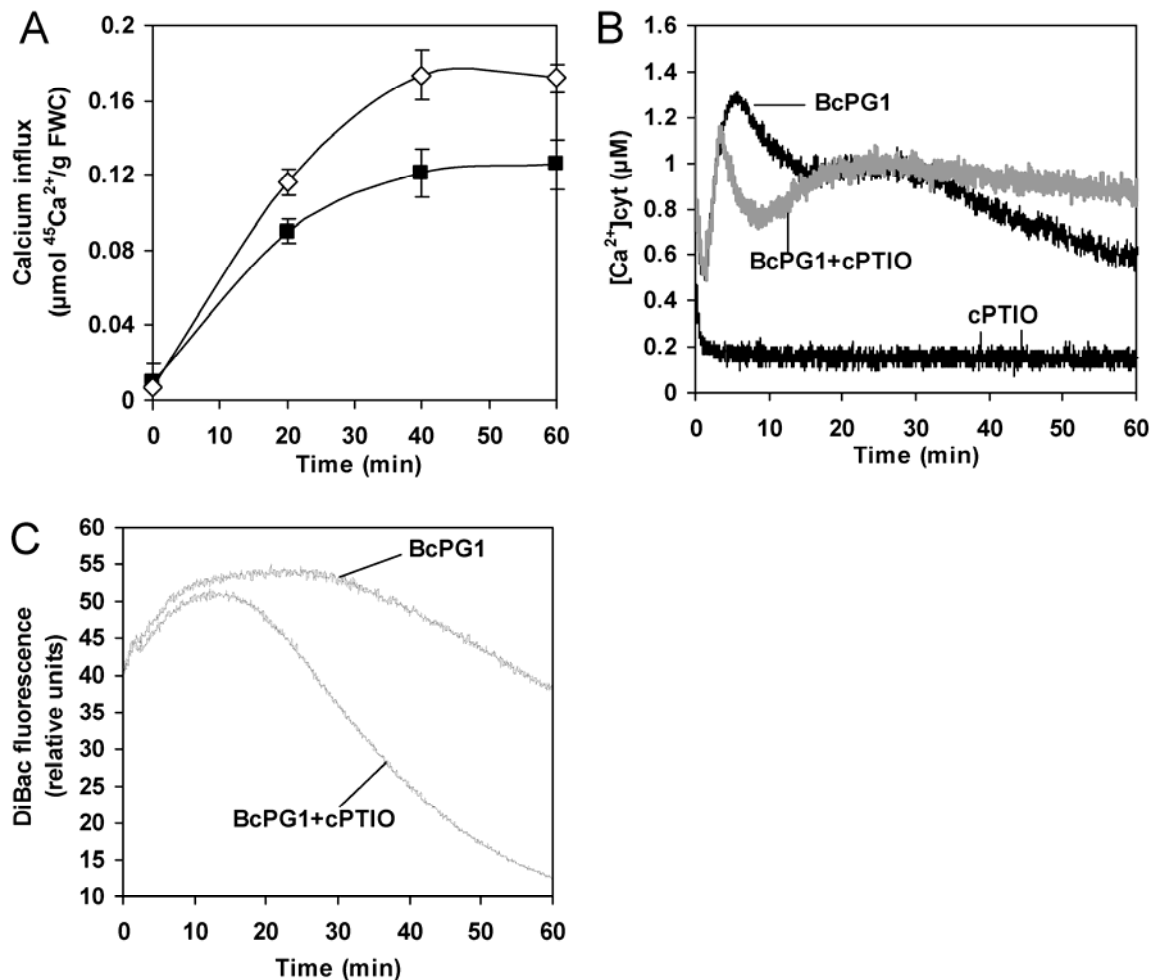 A
Calcium influx
(µmol ⁴⁵Ca²⁺/g FWC)
0.2
0.16
0.12
0.08
0.04
0
0 10 20 30 40 50 60
Time (min)
B
[Ca²⁺]cyt (µM)
1.6
1.4
1.2
1
0.8
0.6
0.4
0.2
0
BcPG1
BcPG1+cPTIO
cPTIO
0 10 20 30 40 50 60
Time (min)
C
DiBac fluorescence
(relative units)
60
55
50
45
40
35
30
25
20
15
10
BcPG1
BcPG1+cPTIO
0 10 20 30 40 50 60
Time (min)